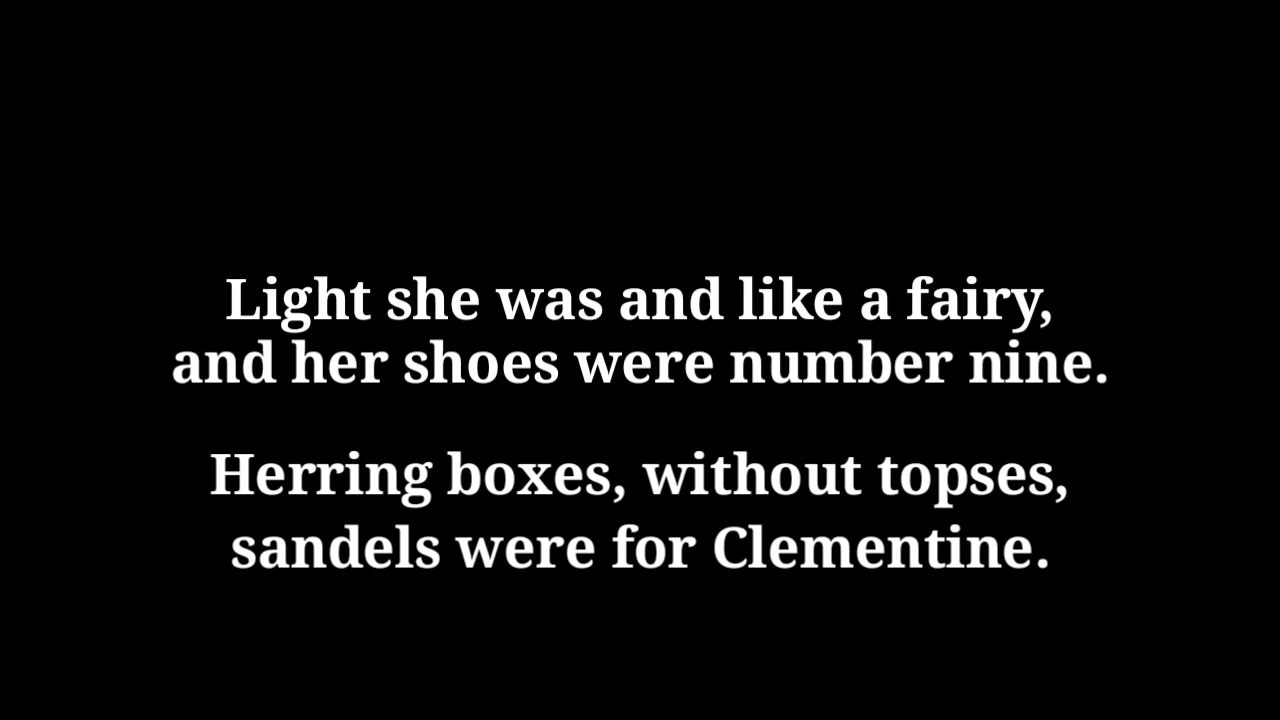 Light she was and like a fairy,
and her shoes were number nine.
Herring boxes, without topses,
sandels were for Clementine.